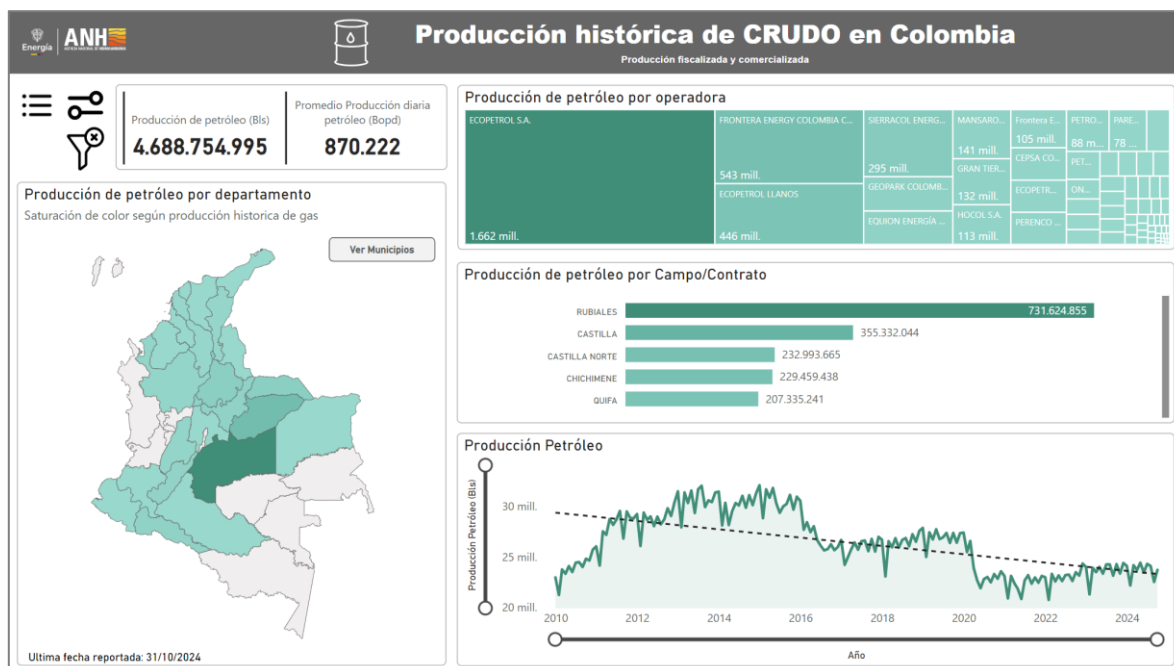 Energía
ANH
AGENCIA NACIONAL DE HIDROCARBUROS
Producción histórica de CRUDO en Colombia
Producción fiscalizada y comercializada
Producción de petróleo (Bls)
4.688.754.995
Promedio Producción diaria
petróleo (Bopd)
870.222
Producción de petróleo por departamento
Saturación de color según producción historica de gas
Ver Municipios
Ultima fecha reportada: 31/10/2024
Producción de petróleo por operadora
ECOPETROL S.A.
1.662 mill.
FRONTERA ENERGY COLOMBIA C...
543 mill.
ECOPETROL LLANOS
446 mill.
SIERRACOL ENERG...
295 mill.
GEOPARK COLOMB...
EQUION ENERGÍA ...
MANSARO...
141 mill.
GRAN TIER...
132 mill.
HOCOL S.A.
113 mill.
Frontera E...
105 mill.
CEPSA CO...
ECOPETR...
PERENCO ...
PETRO...
88 m...
PET...
ON...
PARE...
78 ...
Producción de petróleo por Campo/Contrato
RUBIALES
731.624.855
CASTILLA
355.332.044
CASTILLA NORTE
232.993.665
CHICHIMENE
229.459.438
QUIFA
207.335.241
Producción Petróleo
Producción Petróleo (Bls)
30 mill.
25 mill.
20 mill.
2010 2012 2014 2016 2018 2020 2022 2024
Año